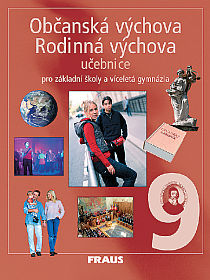 Občanská výchova
Rodinná výchova
učebnice
pro základní školy a víceletá gymnázia
9
FRAUS